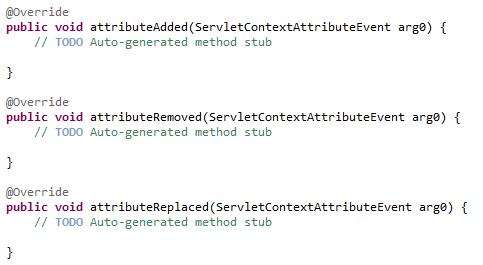 @Override
public void attributeAdded(ServletContextAttributeEvent arg0) {
    // TODO Auto-generated method stub
}
@Override
public void attributeRemoved(ServletContextAttributeEvent arg0) {
    // TODO Auto-generated method stub
}
@Override
public void attributeReplaced(ServletContextAttributeEvent arg0) {
    // TODO Auto-generated method stub
}